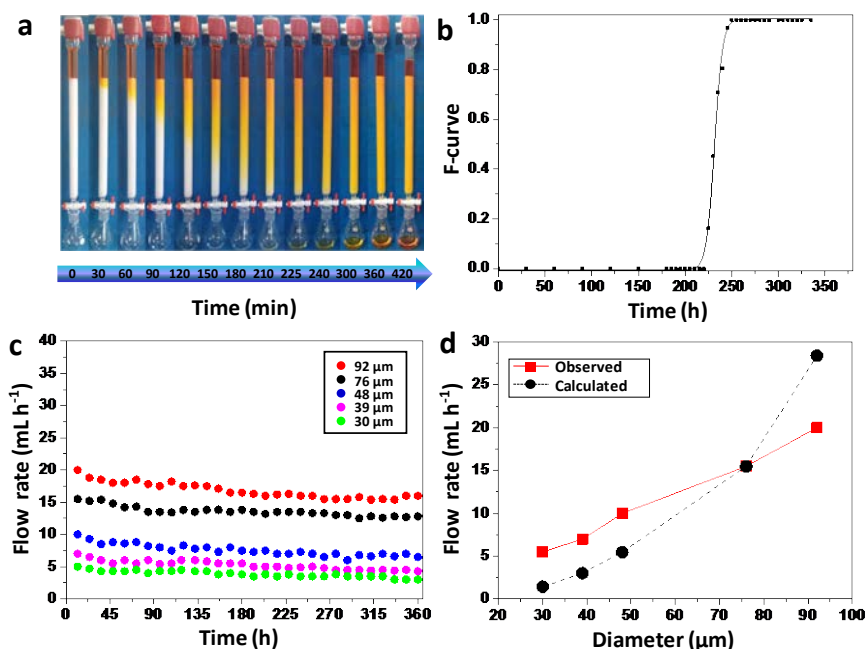 a
0 30 60 90 120 150 180 210 225 240 300 360 420
Time (min)
b
1.0
0.8
0.6
0.4
0.2
0.0
F-curve
0 50 100 150 200 250 300 350
Time (h)
c
40
35
30
25
20
15
10
5
0
Flow rate (mL h⁻¹)
92 μm
76 μm
48 μm
39 μm
30 μm
0 45 90 135 180 225 270 315 360
Time (h)
d
30
25
20
15
10
5
0
Flow rate (mL h⁻¹)
Observed
Calculated
20 30 40 50 60 70 80 90 100
Diameter (μm)